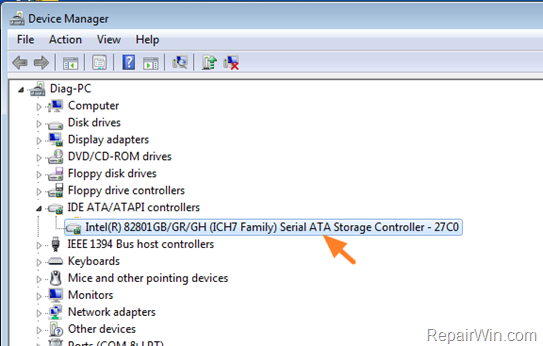 Device Manager
File Action View Help
Diag-PC
Computer
Disk drives
Display adapters
DVD/CD-ROM drives
Floppy disk drives
Floppy drive controllers
IDE ATA/ATAPI controllers
Intel(R) 82801GB/GR/GH (ICH7 Family) Serial ATA Storage Controller - 27C0
IEEE 1394 Bus host controllers
Keyboards
Mice and other pointing devices
Monitors
Network adapters
Other devices
Ports (COM & LPT)
RepairWin.com